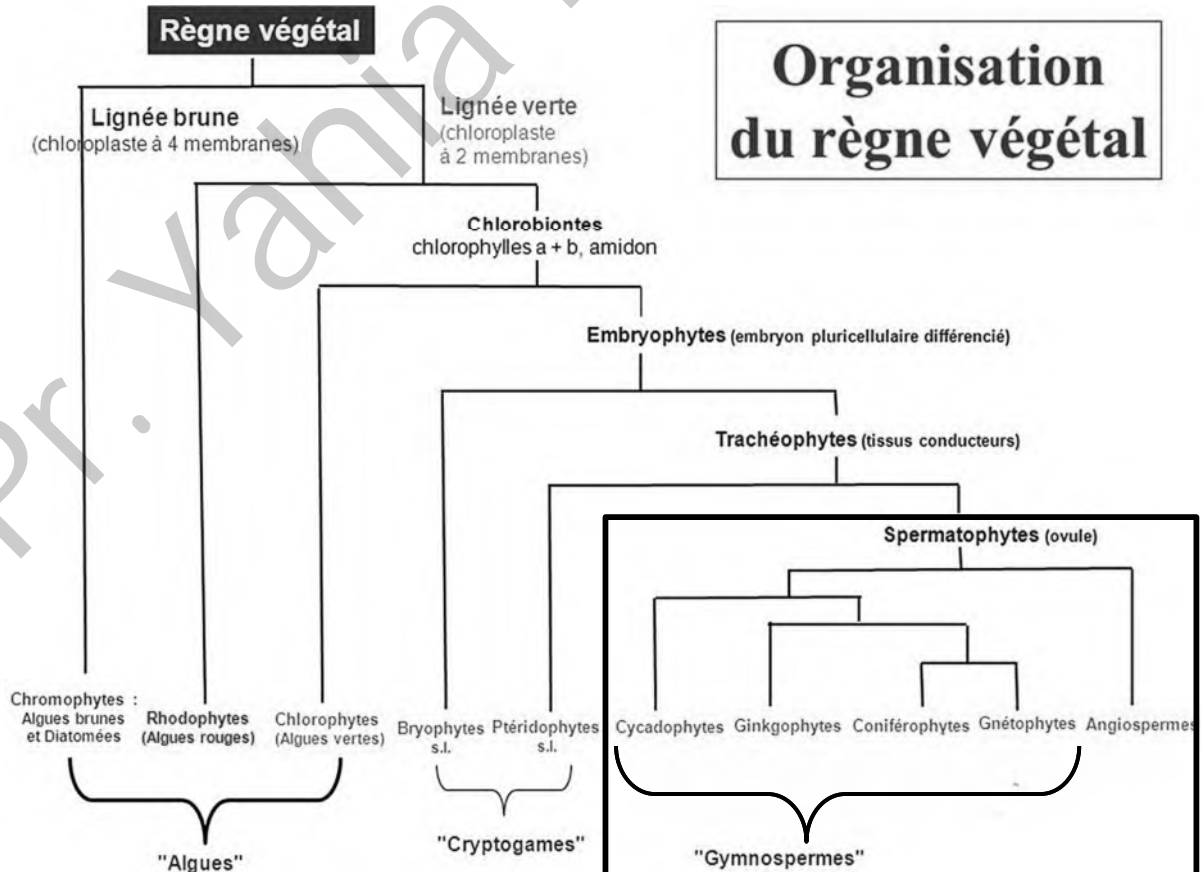 Règne végétal
Organisation
du règne végétal
Lignée brune
(chloroplaste à 4 membranes)
Lignée verte
(chloroplaste
à 2 membranes)
Chlorobiontes
chlorophylles a + b, amidon
Embryophytes (embryon pluricellulaire différencié)
Trachéophytes (tissus conducteurs)
Spermatophytes (ovule)
Chromophytes :
Algues brunes
et Diatomées
Rhodophytes
(Algues rouges)
Chlorophytes
(Algues vertes)
Bryophytes
s.l.
Ptéridophytes
s.l.
Cycadophytes
Ginkgophytes
Coniférophytes
Gnétophytes
Angiospermes
"Algues"
"Cryptogames"
"Gymnospermes"
Pr. Yahia